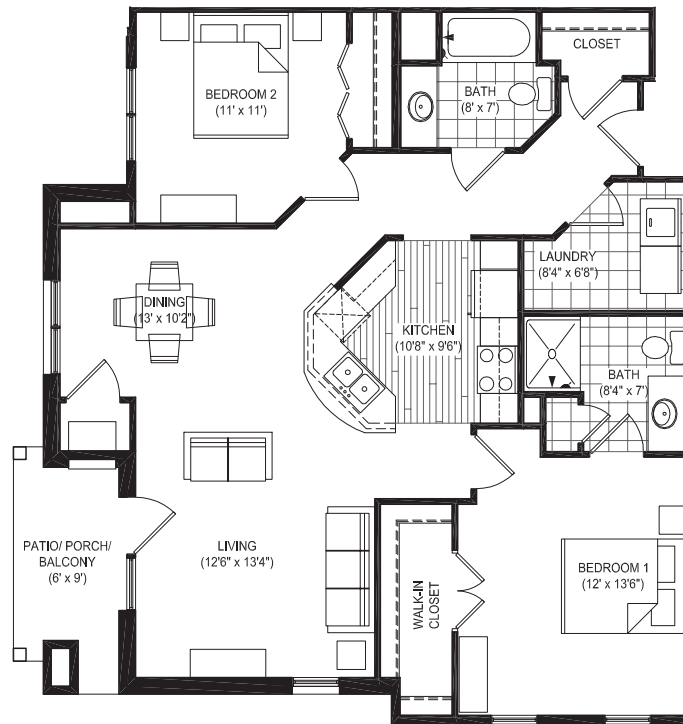 CLOSET
BEDROOM 2
(11' x 11')
BATH
(8' x 7')
LAUNDRY
(8'4" x 6'8")
DINING
(13' x 10'2")
KITCHEN
(10'8" x 9'6")
BATH
(8'4" x 7')
PATIO/ PORCH/
BALCONY
(6' x 9')
LIVING
(12'6" x 13'4")
WALK-IN
CLOSET
BEDROOM 1
(12' x 13'6")